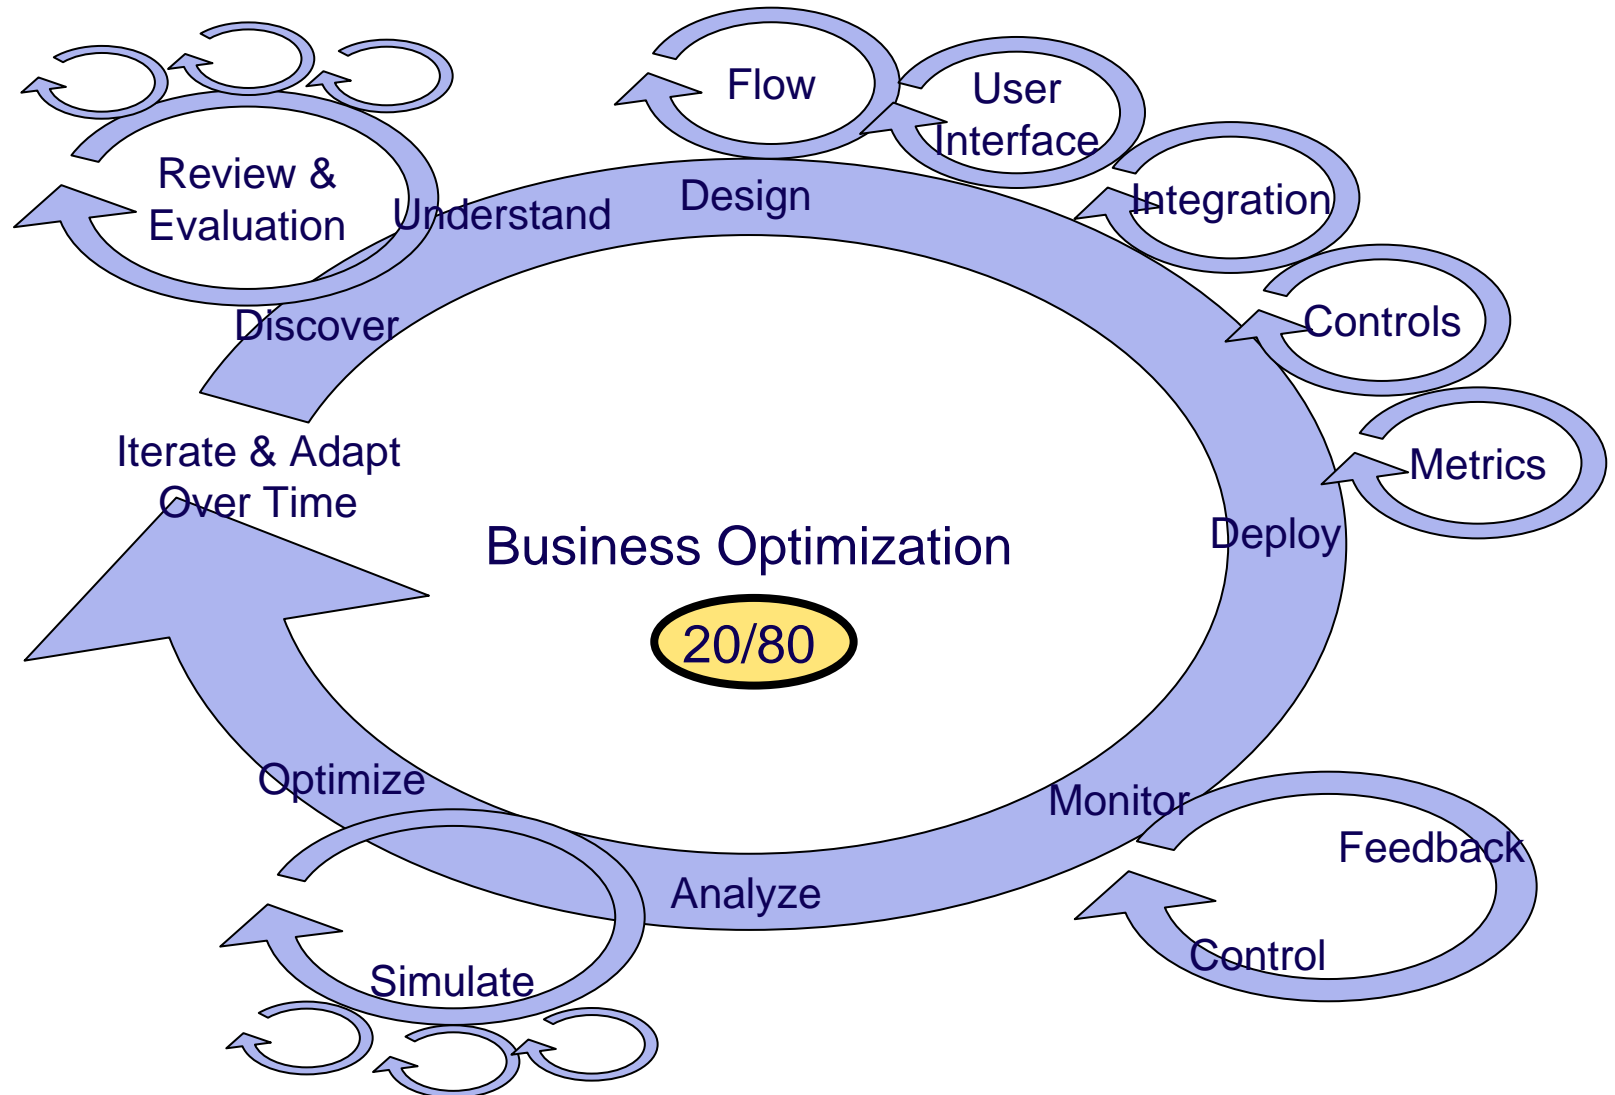 Flow
User
Interface
Review &
Evaluation
Understand
Design
Integration
Discover
Controls
Iterate & Adapt
Over Time
Metrics
Business Optimization
Deploy
20/80
Optimize
Monitor
Feedback
Analyze
Control
Simulate